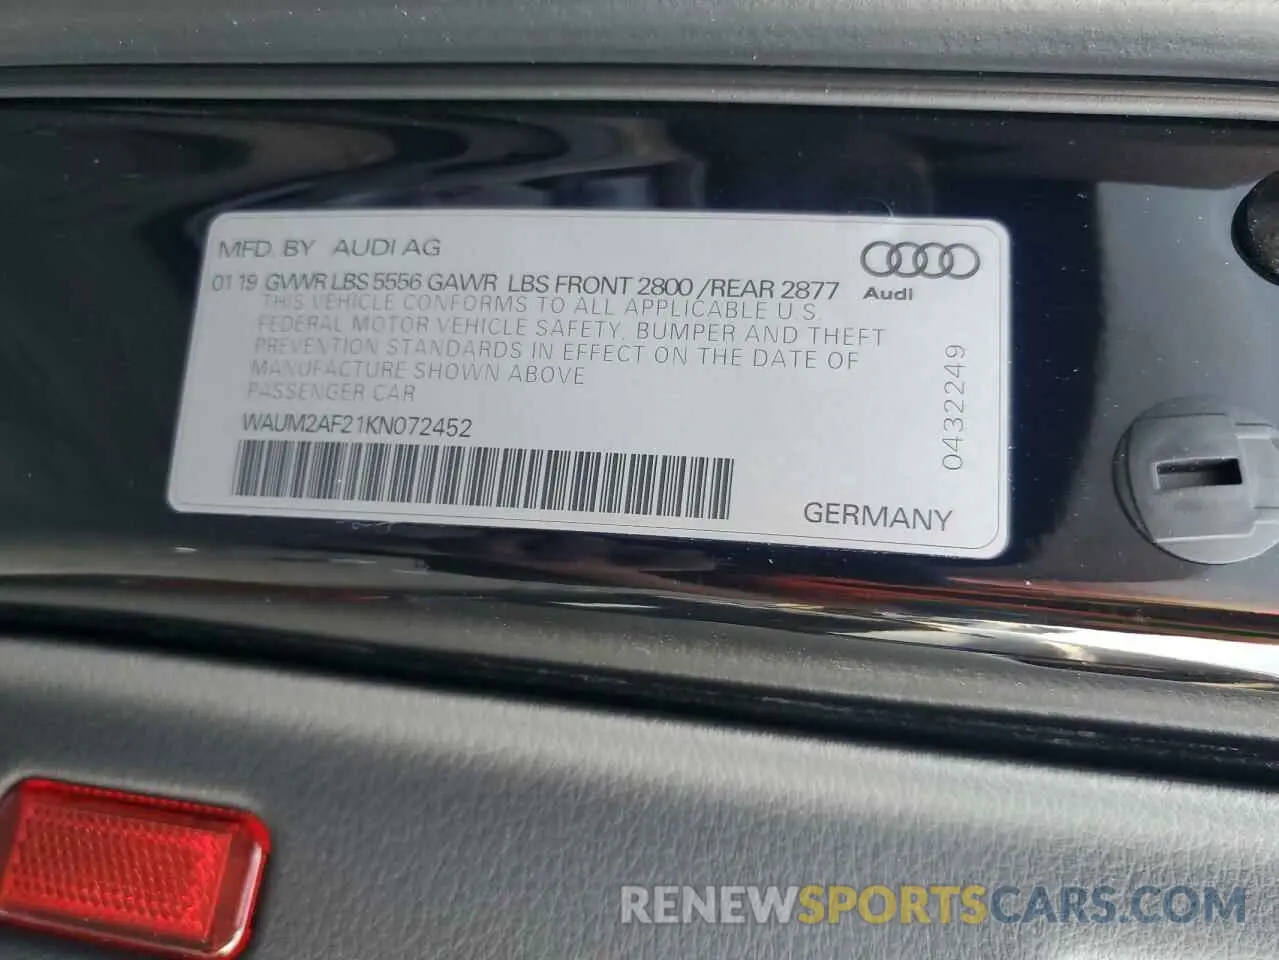 MFD. BY AUDI AG
01 19 GVWR LBS 5556 GAWR LBS FRONT 2800 /REAR 2877
THIS VEHICLE CONFORMS TO ALL APPLICABLE U.S.
FEDERAL MOTOR VEHICLE SAFETY, BUMPER AND THEFT
PREVENTION STANDARDS IN EFFECT ON THE DATE OF
MANUFACTURE SHOWN ABOVE
PASSENGER CAR
WAUM2AF21KN072452
Audi
0432249
GERMANY
RENEWSPORTSCARS.COM